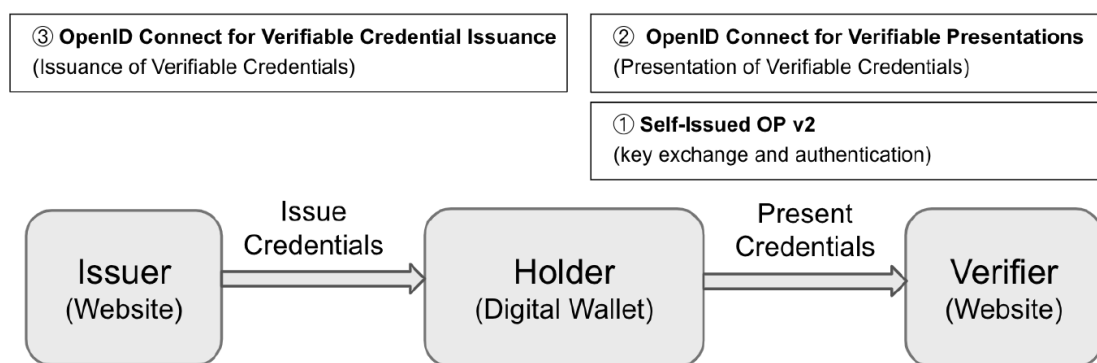 ③ OpenID Connect for Verifiable Credential Issuance
(Issuance of Verifiable Credentials)
② OpenID Connect for Verifiable Presentations
(Presentation of Verifiable Credentials)
① Self-Issued OP v2
(key exchange and authentication)
Issuer
(Website)
Issue
Credentials
Holder
(Digital Wallet)
Present
Credentials
Verifier
(Website)